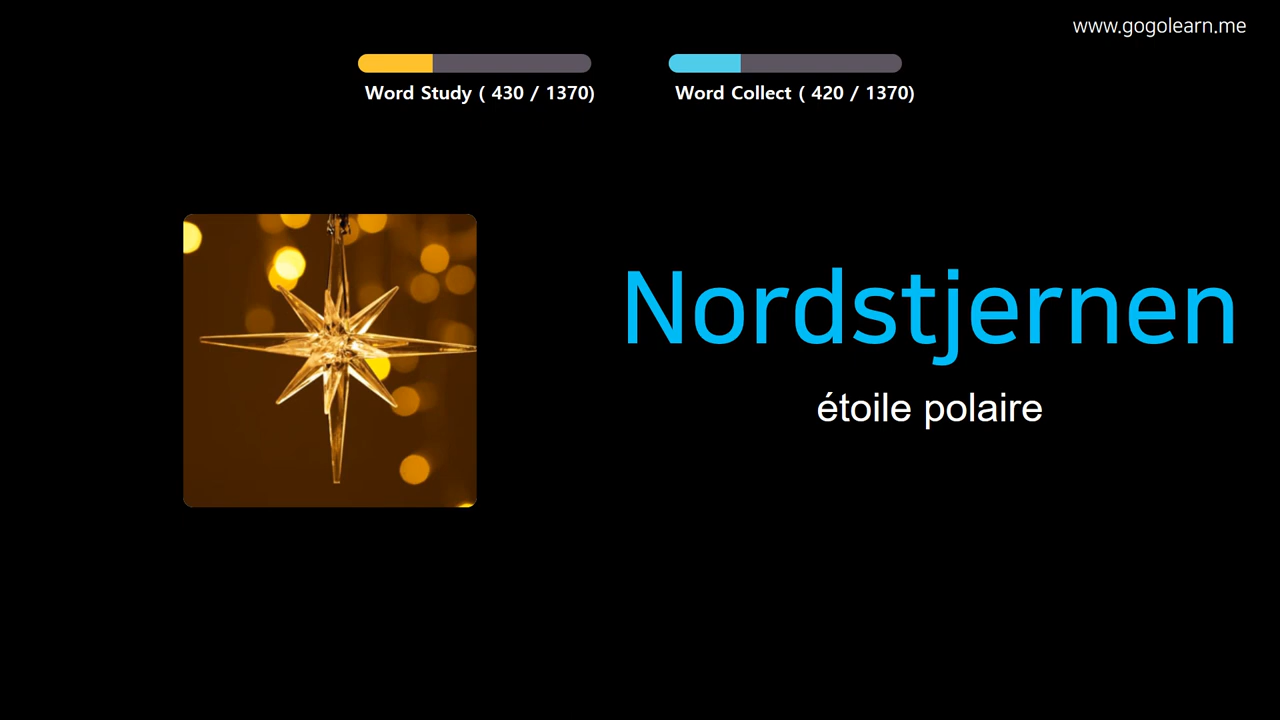 www.gogolearn.me
Word Study ( 430 / 1370)
Word Collect ( 420 / 1370)
Nordstjernen
étoile polaire